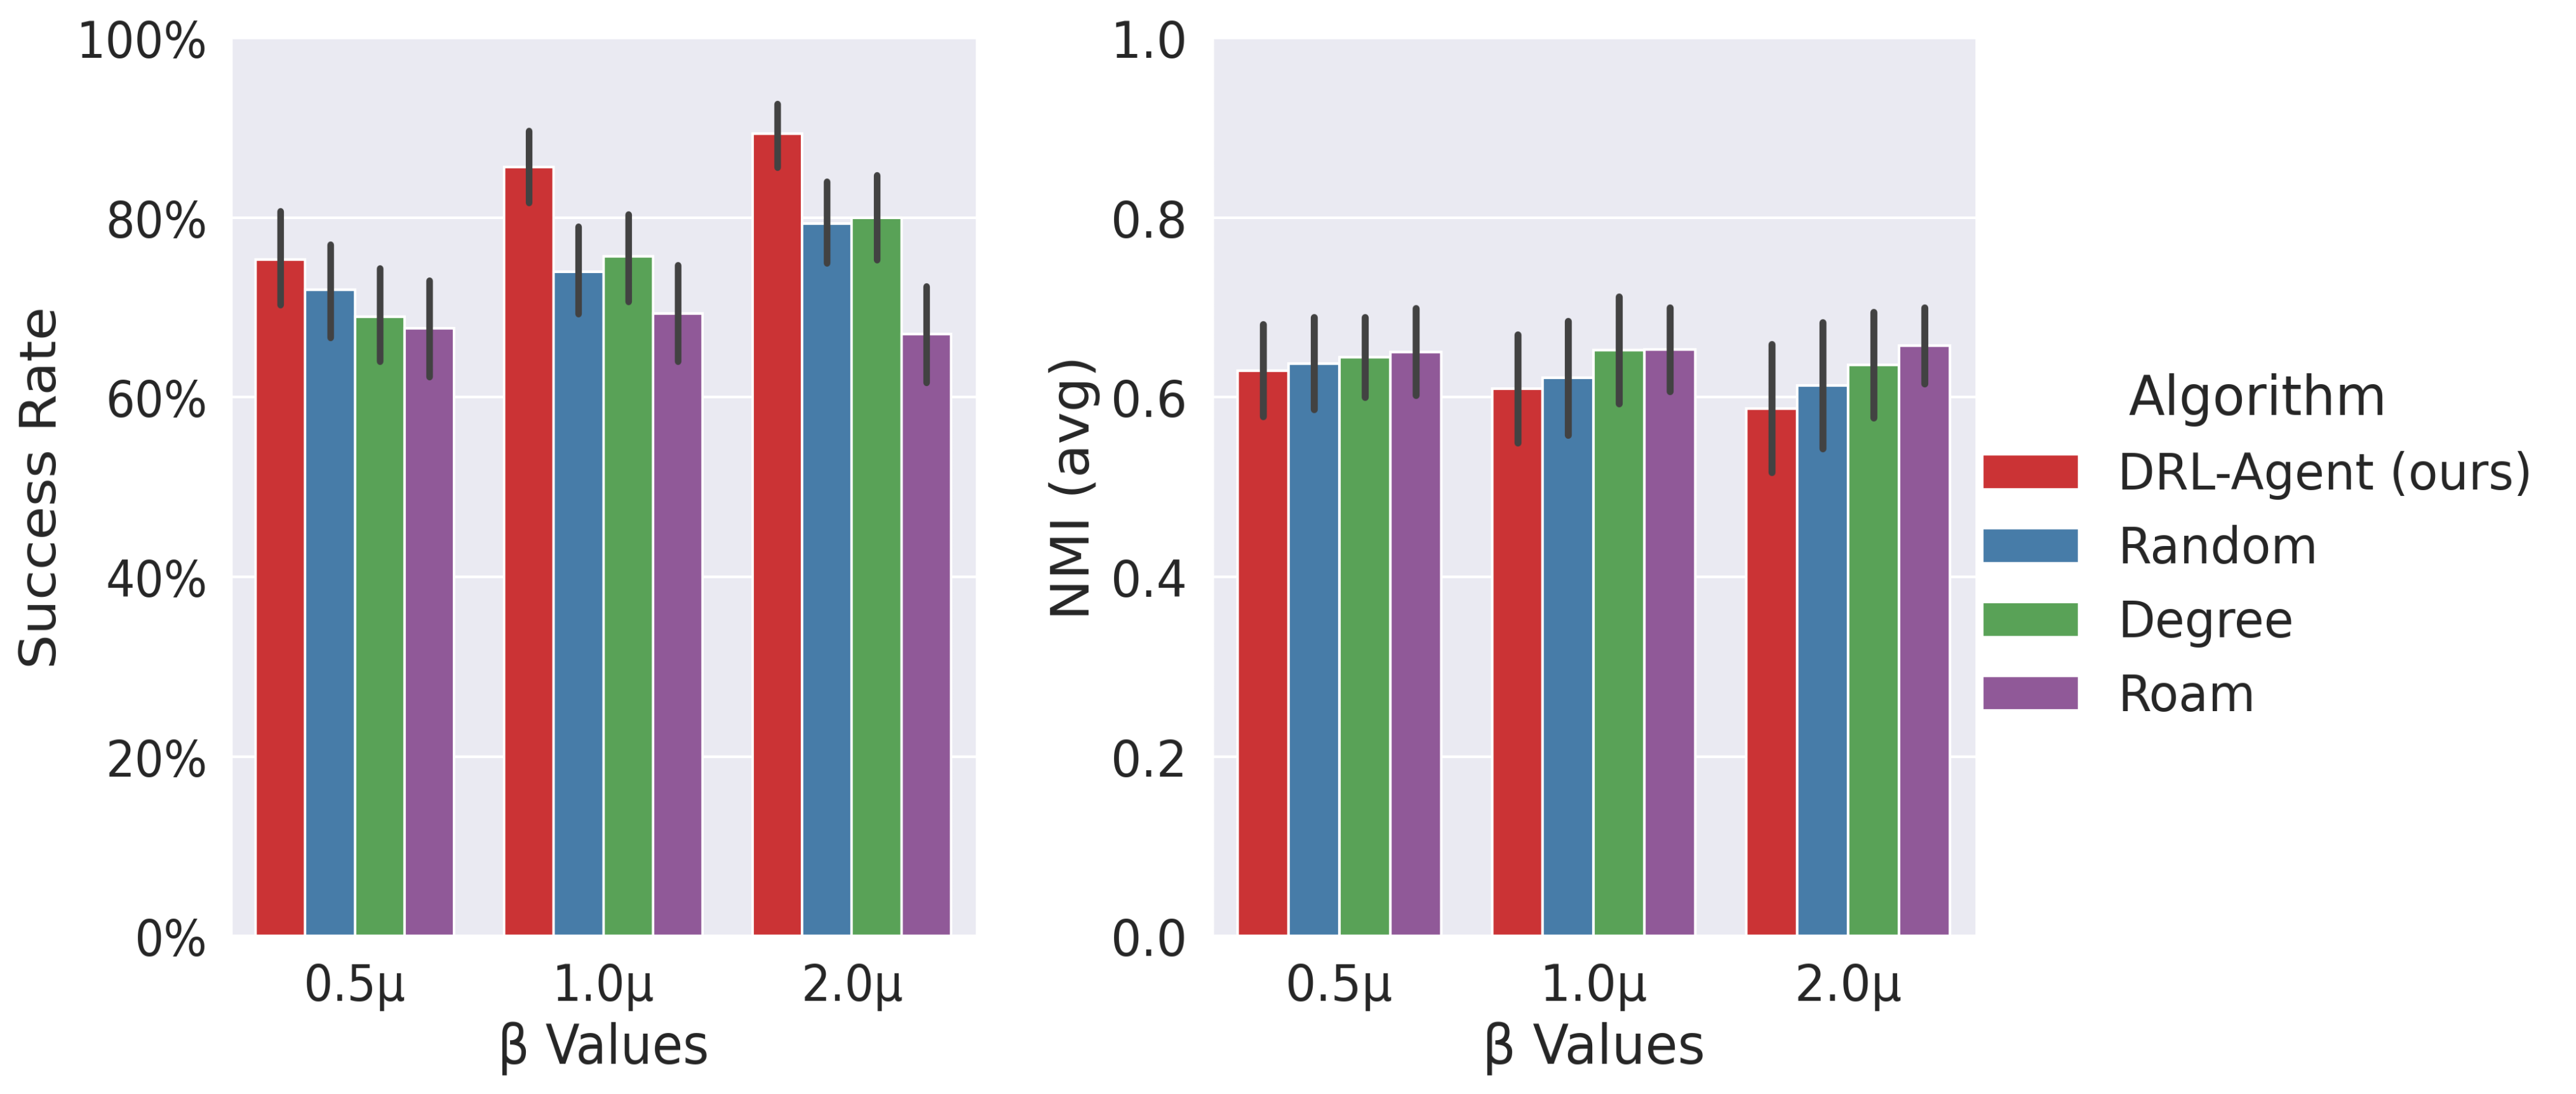 100%
80%
60%
40%
20%
0%
Success Rate
0.5μ 1.0μ 2.0μ
β Values
1.0
0.8
0.6
0.4
0.2
0.0
NMI (avg)
0.5μ 1.0μ 2.0μ
β Values
Algorithm
DRL-Agent (ours)
Random
Degree
Roam